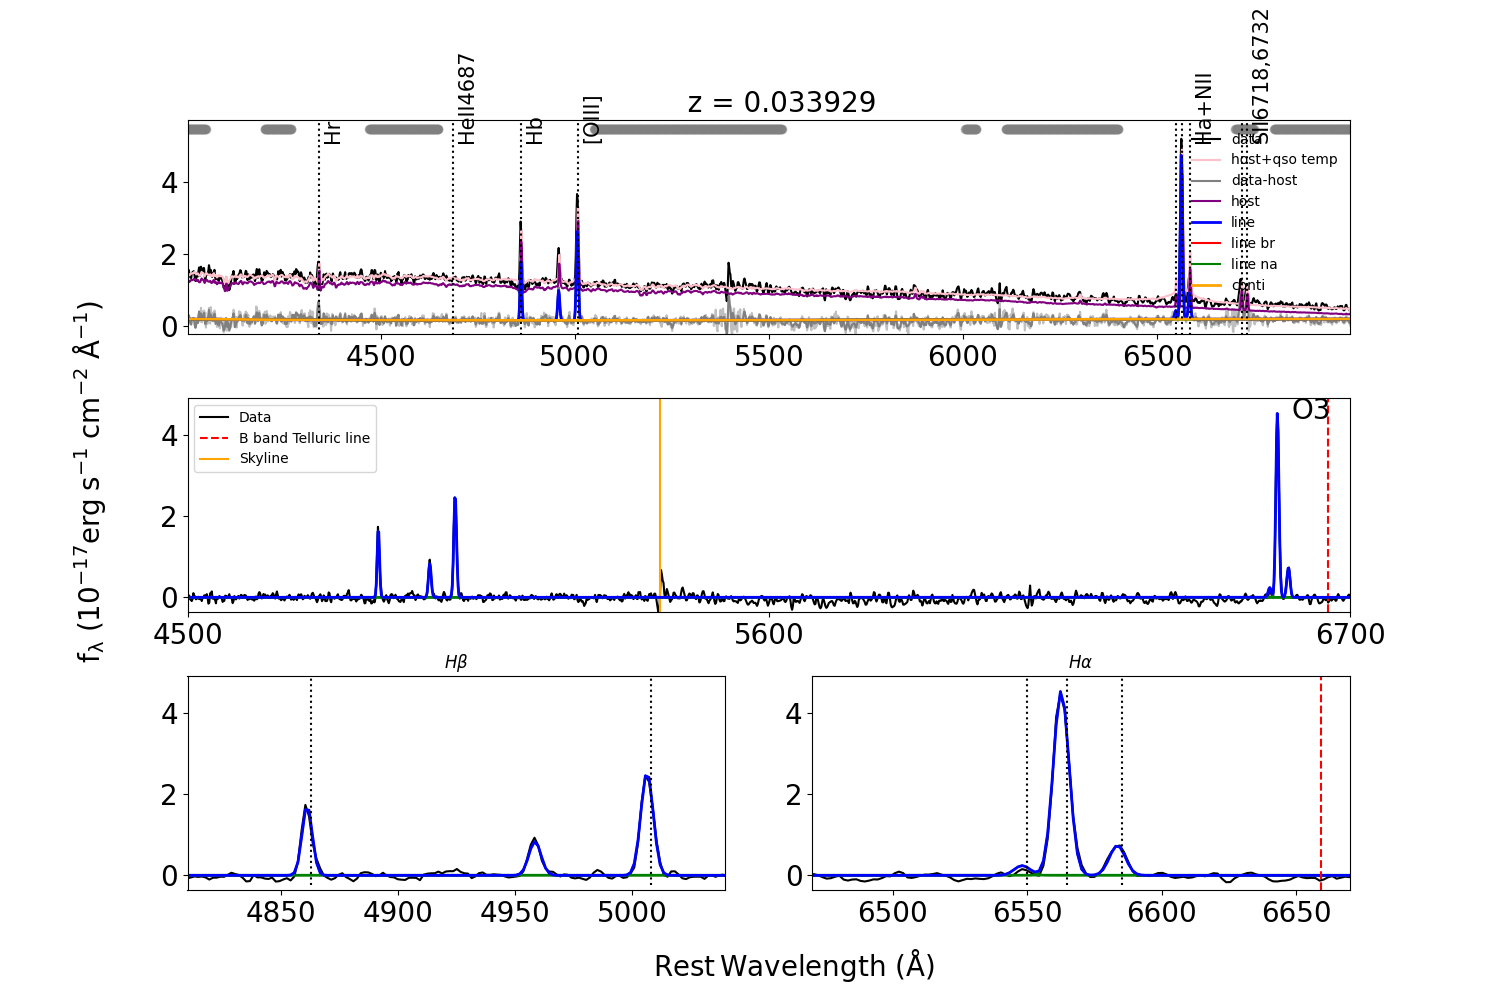 z = 0.033929
Hr
HeII4687
Hb
[OIII]
Ha+NII
SII6718,6732
data
host+qso temp
data-host
host
line
line br
line na
conti
4
2
0
4500
5000
5500
6000
6500
Data
B band Telluric line
Skyline
O3
4
2
0
4500
5600
6700
fλ (10⁻¹⁷erg s⁻¹ cm⁻² Å⁻¹)
Hβ
4
2
0
4850
4900
4950
5000
Hα
4
2
0
6500
6550
6600
6650
Rest Wavelength (Å)